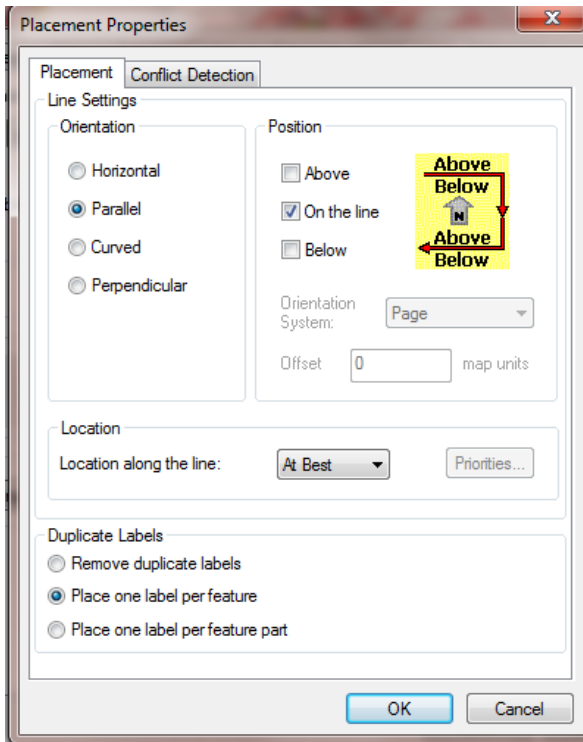 Placement Properties
x
Placement
Conflict Detection
Line Settings
Orientation
Horizontal
Parallel
Curved
Perpendicular
Position
Above
On the line
Below
Above
Below
N
Above
Below
Orientation
System:
Page
Offset
0
map units
Location
Location along the line:
At Best
Priorities...
Duplicate Labels
Remove duplicate labels
Place one label per feature
Place one label per feature part
OK
Cancel